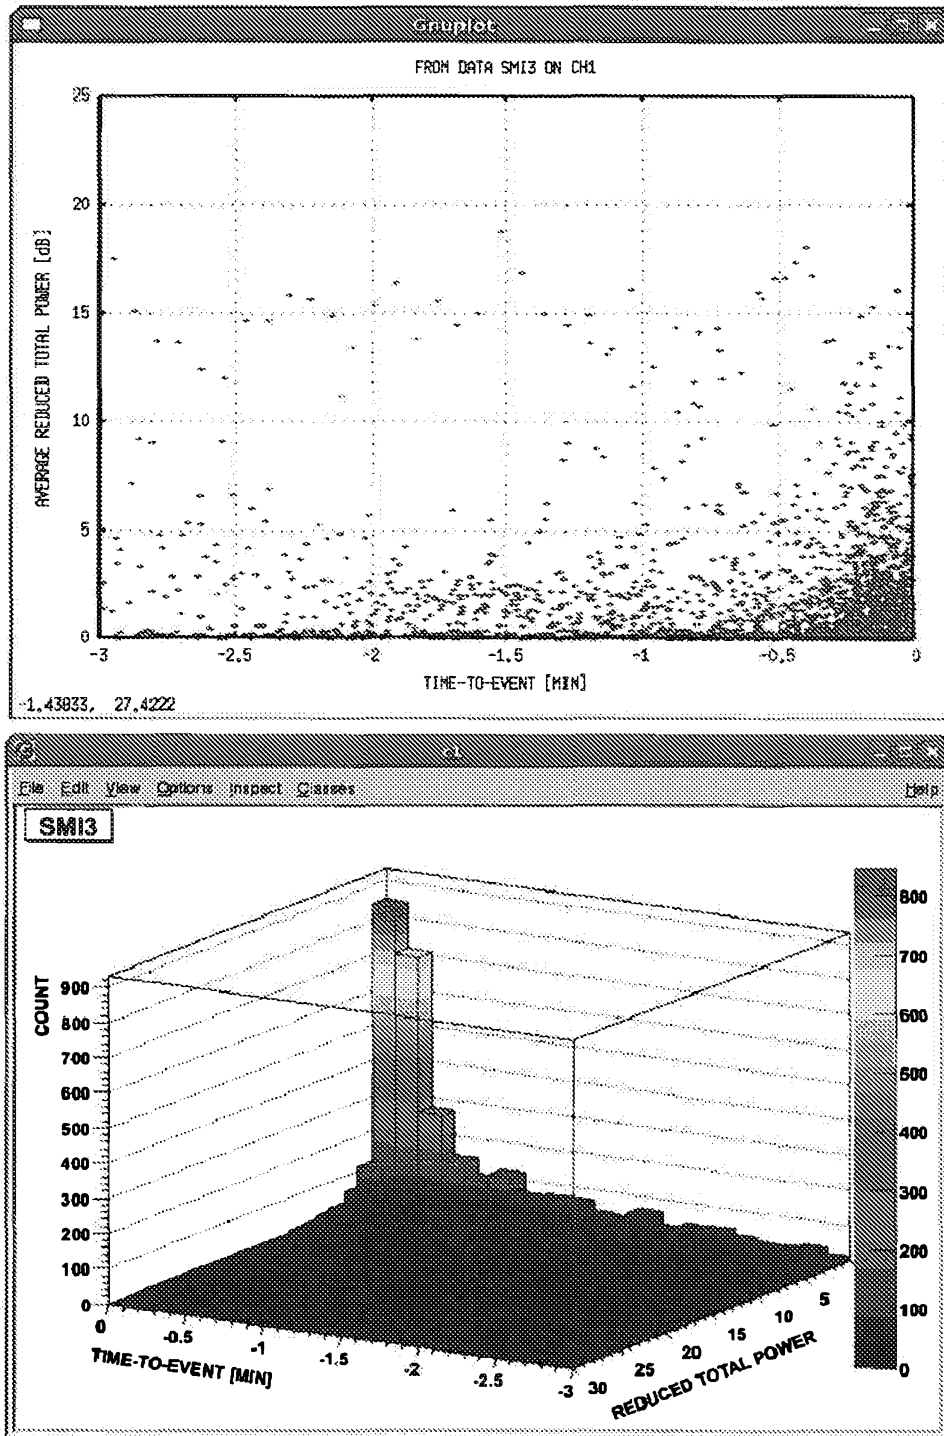 Gnuplot
FROM DATA SMI3 ON CH1
AVERAGE REDUCED TOTAL POWER [dB]
25
20
15
10
5
0
-3 -2.5 -2 -1.5 -1 -0.5 0
TIME-TO-EVENT [MIN]
-1.43833, 27.4222
c1
File Edit View Options Inspect Classes Help
SMI3
COUNT
900
800
700
600
500
400
300
200
100
0
0 -0.5 -1 -1.5 -2 -2.5 -3
TIME-TO-EVENT [MIN]
30 25 20 15 10 5
REDUCED TOTAL POWER
800
700
600
500
400
300
200
100
0